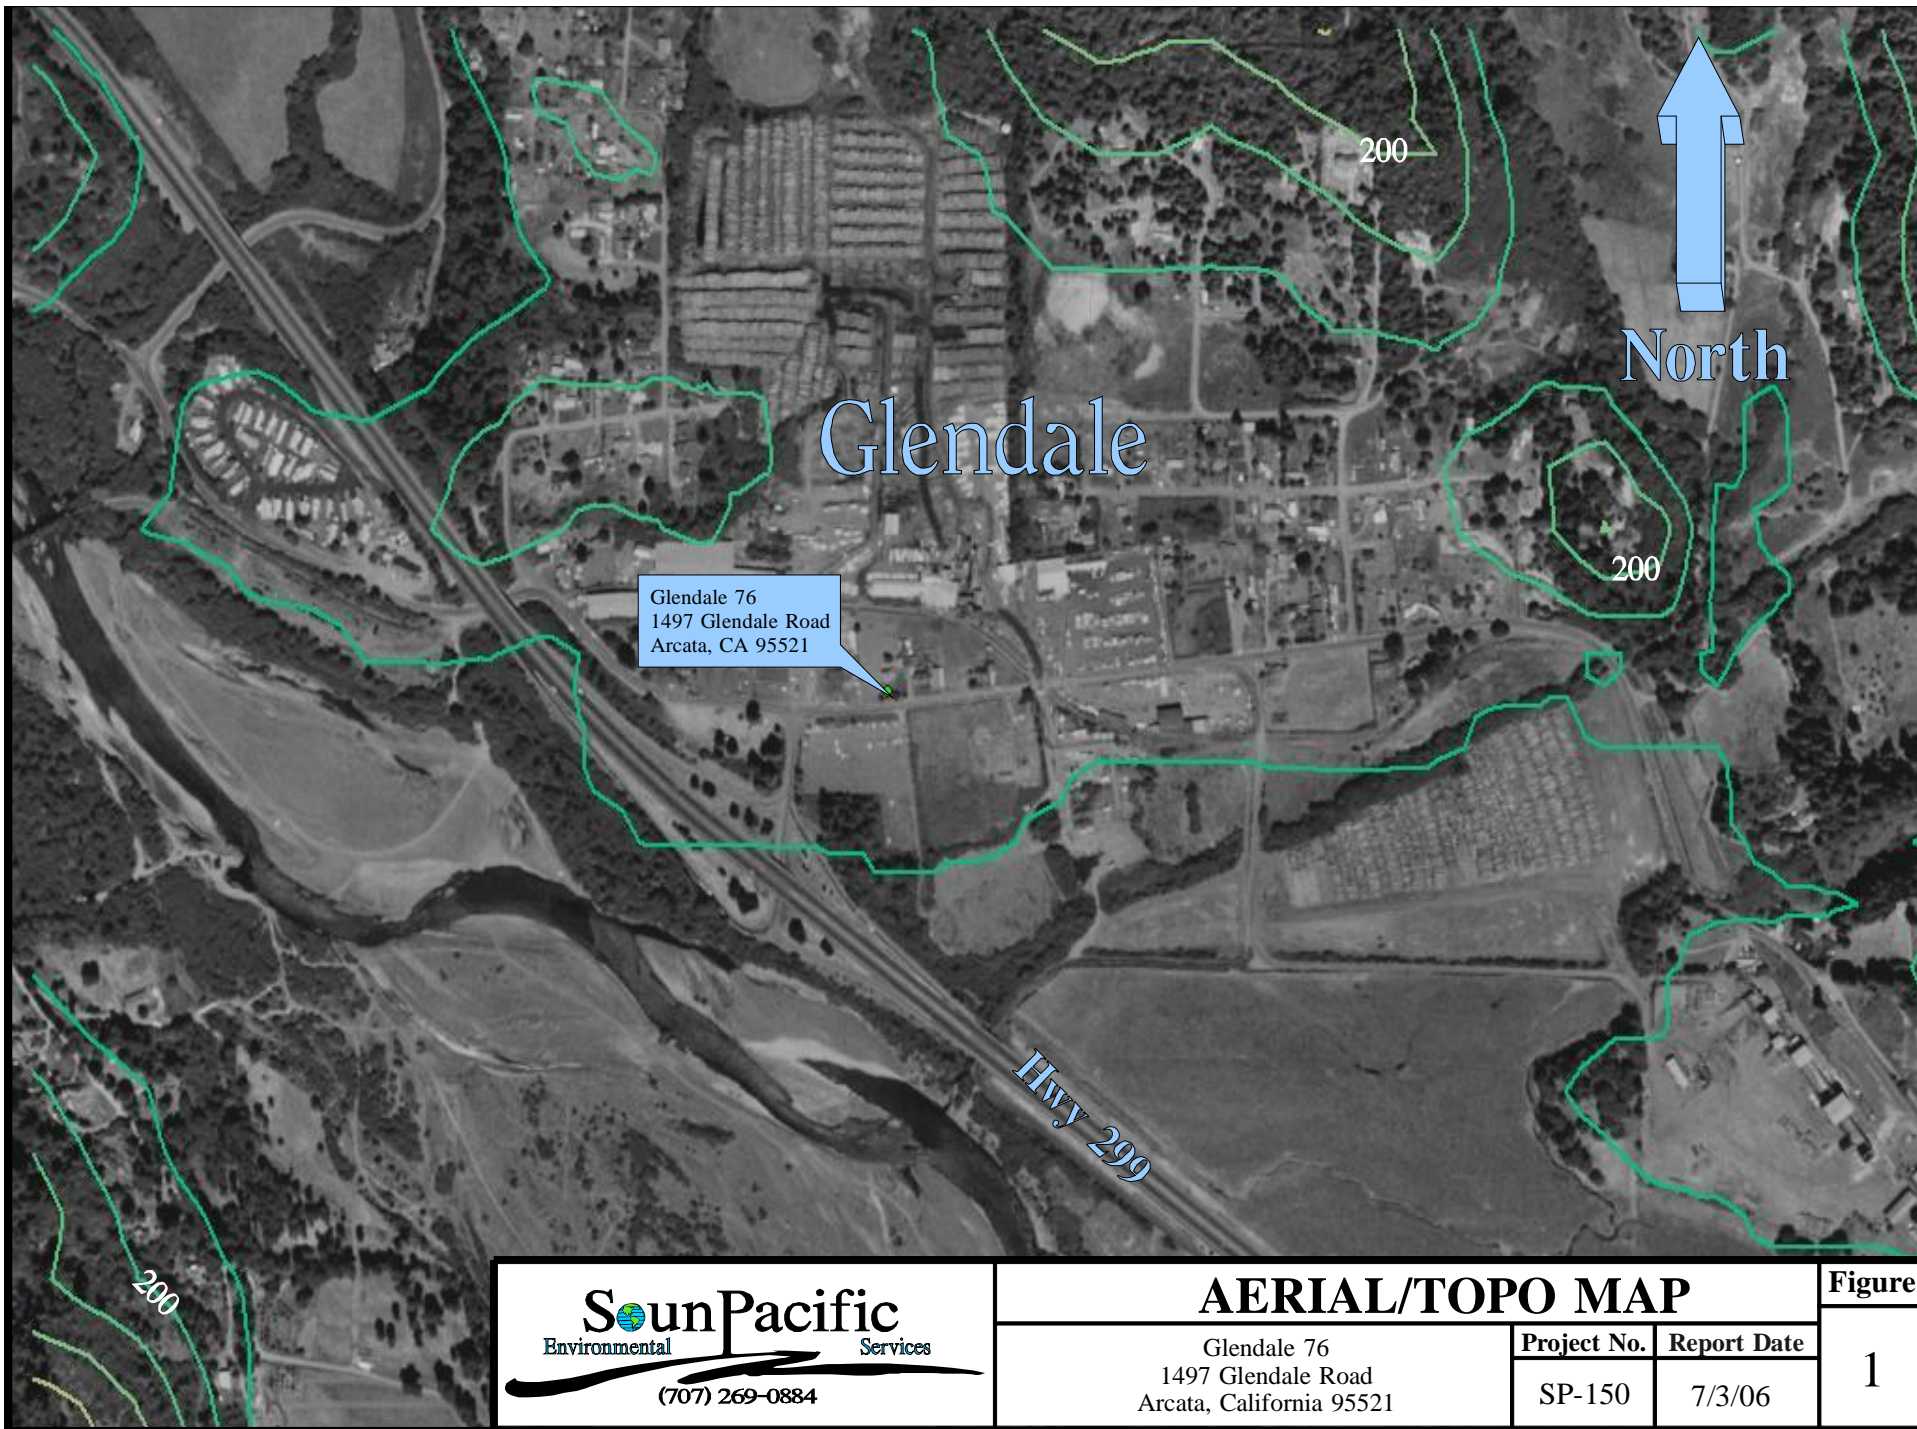 200
North
Glendale
200
Glendale 76
1497 Glendale Road
Arcata, CA 95521
Hwy 299
200
SounPacific
Environmental Services
(707) 269-0884
AERIAL/TOPO MAP
Glendale 76
1497 Glendale Road
Arcata, California 95521
Project No.
SP-150
Report Date
7/3/06
Figure
1